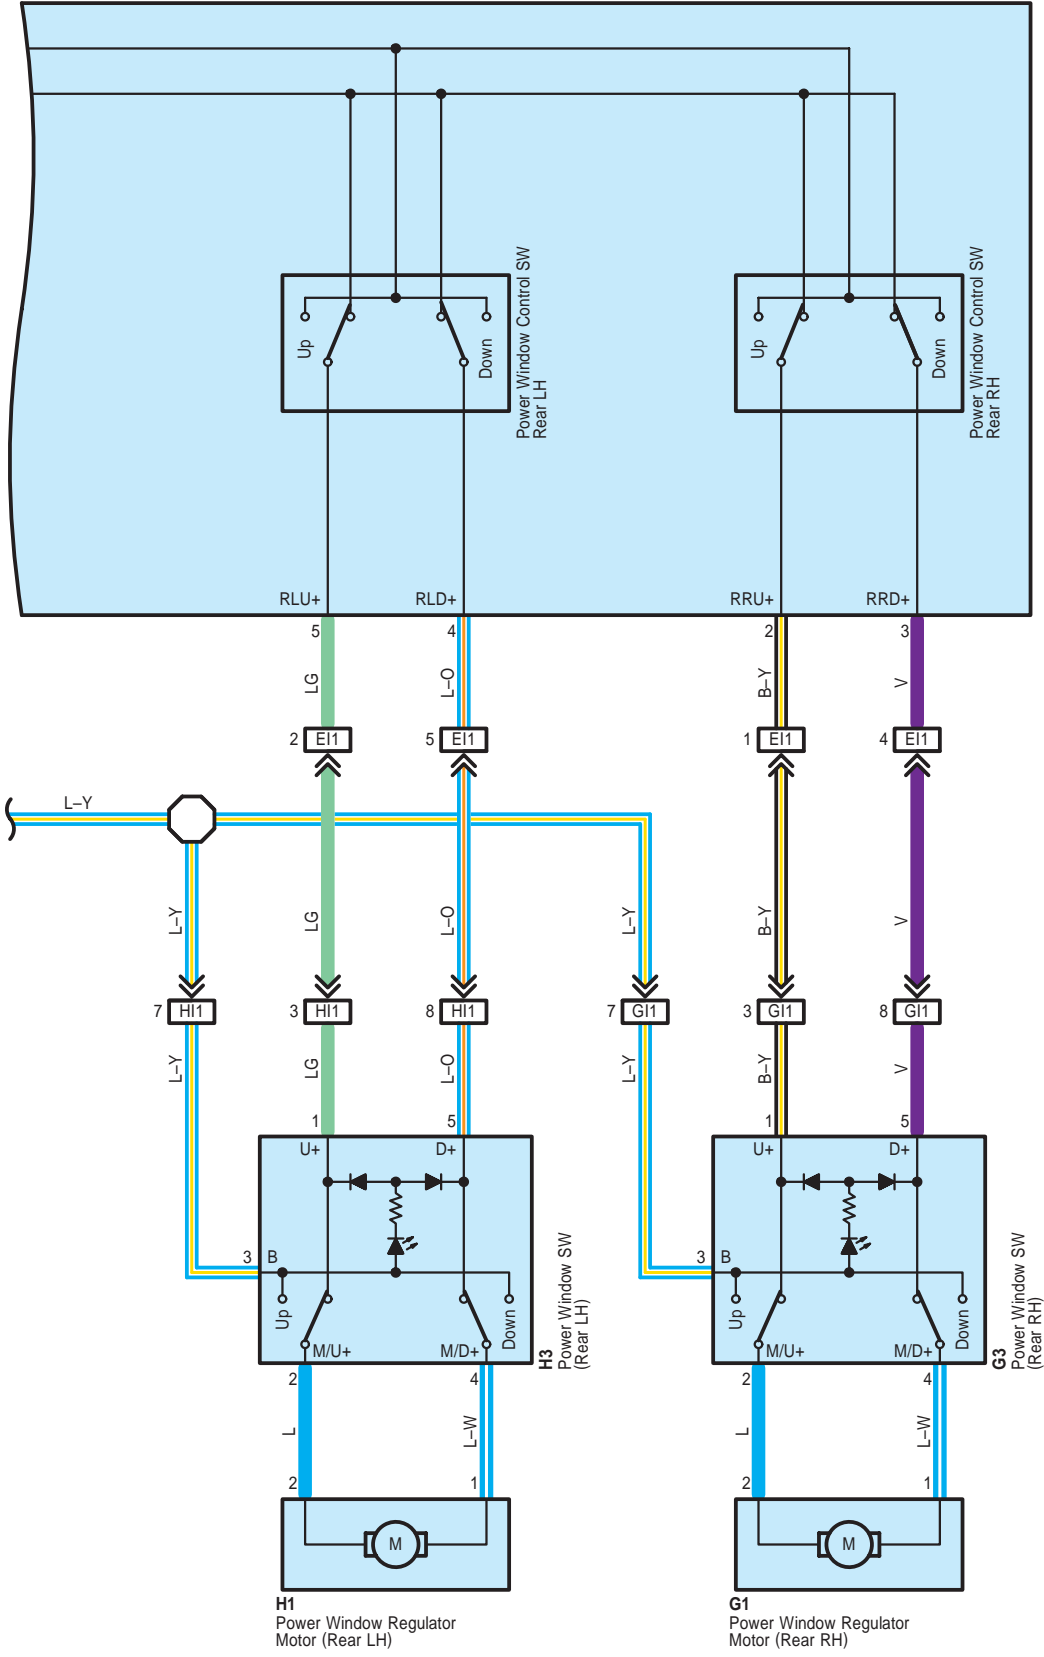 Up
Down
Power Window Control SW
Rear LH
Up
Down
Power Window Control SW
Rear RH
RLU+
RLD+
RRU+
RRD+
5
4
2
3
LG
L–O
B–Y
V
2 EI1
5 EI1
1 EI1
4 EI1
L–Y
L–Y
LG
L–O
L–Y
B–Y
V
7 HI1
3 HI1
8 HI1
7 GI1
3 GI1
8 GI1
L–Y
LG
L–O
L–Y
B–Y
V
1
5
1
5
U+
D+
U+
D+
3 B
3 B
Up
Down
Up
Down
M/U+
M/D+
M/U+
M/D+
H3
Power Window SW
(Rear LH)
G3
Power Window SW
(Rear RH)
2
4
2
4
L
L–W
L
L–W
2
1
2
1
M
M
H1
Power Window Regulator
Motor (Rear LH)
G1
Power Window Regulator
Motor (Rear RH)